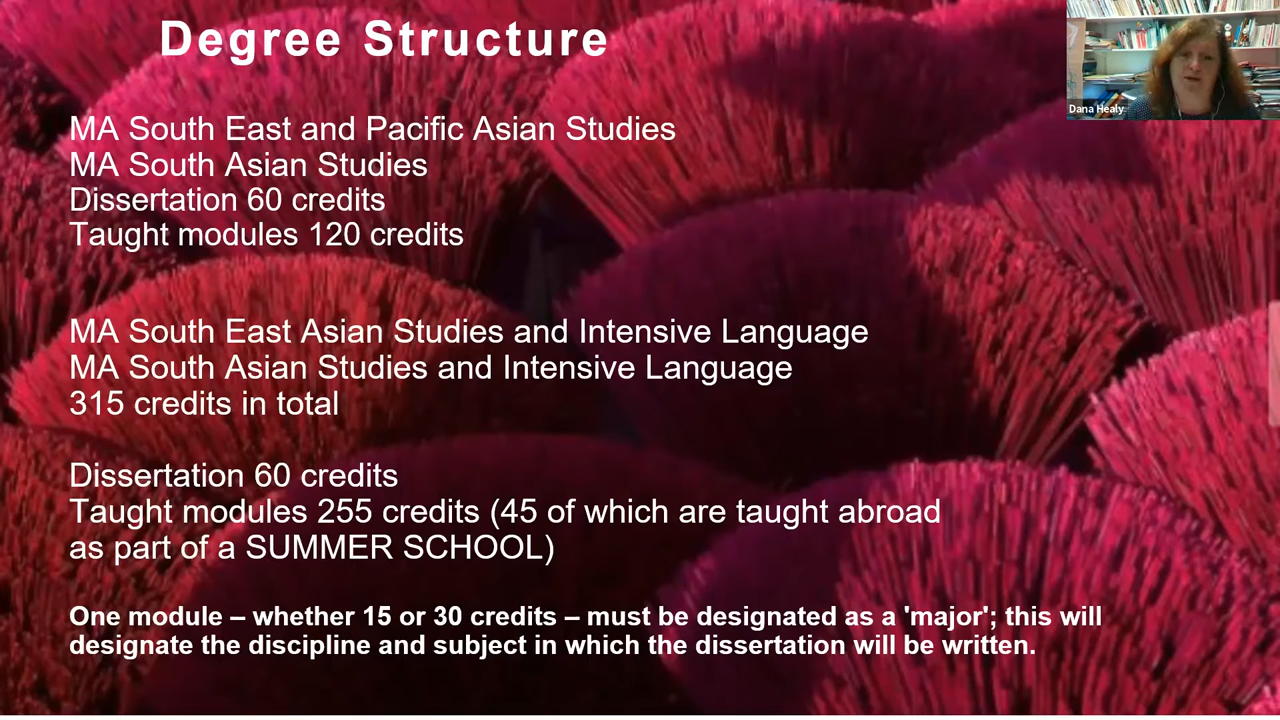 Degree Structure
Dana Healy
MA South East and Pacific Asian Studies
MA South Asian Studies
Dissertation 60 credits
Taught modules 120 credits
MA South East Asian Studies and Intensive Language
MA South Asian Studies and Intensive Language
315 credits in total
Dissertation 60 credits
Taught modules 255 credits (45 of which are taught abroad
as part of a SUMMER SCHOOL)
One module – whether 15 or 30 credits – must be designated as a 'major'; this will
designate the discipline and subject in which the dissertation will be written.